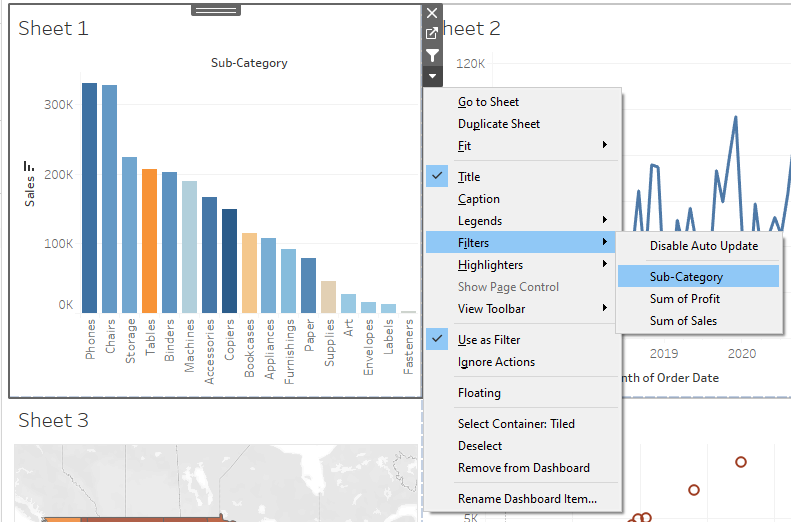 Sheet 1
Sub-Category
300K
200K
100K
0K
Sales
Phones
Chairs
Storage
Tables
Binders
Machines
Accessories
Copiers
Bookcases
Appliances
Furnishings
Paper
Supplies
Art
Envelopes
Labels
Fasteners
heet 2
120K
Go to Sheet
Duplicate Sheet
Fit
Title
Caption
Legends
Filters
Highlighters
Show Page Control
View Toolbar
Use as Filter
Ignore Actions
Floating
Select Container: Tiled
Deselect
Remove from Dashboard
Rename Dashboard Item...
Disable Auto Update
Sub-Category
Sum of Profit
Sum of Sales
2019
2020
nth of Order Date
Sheet 3
5K